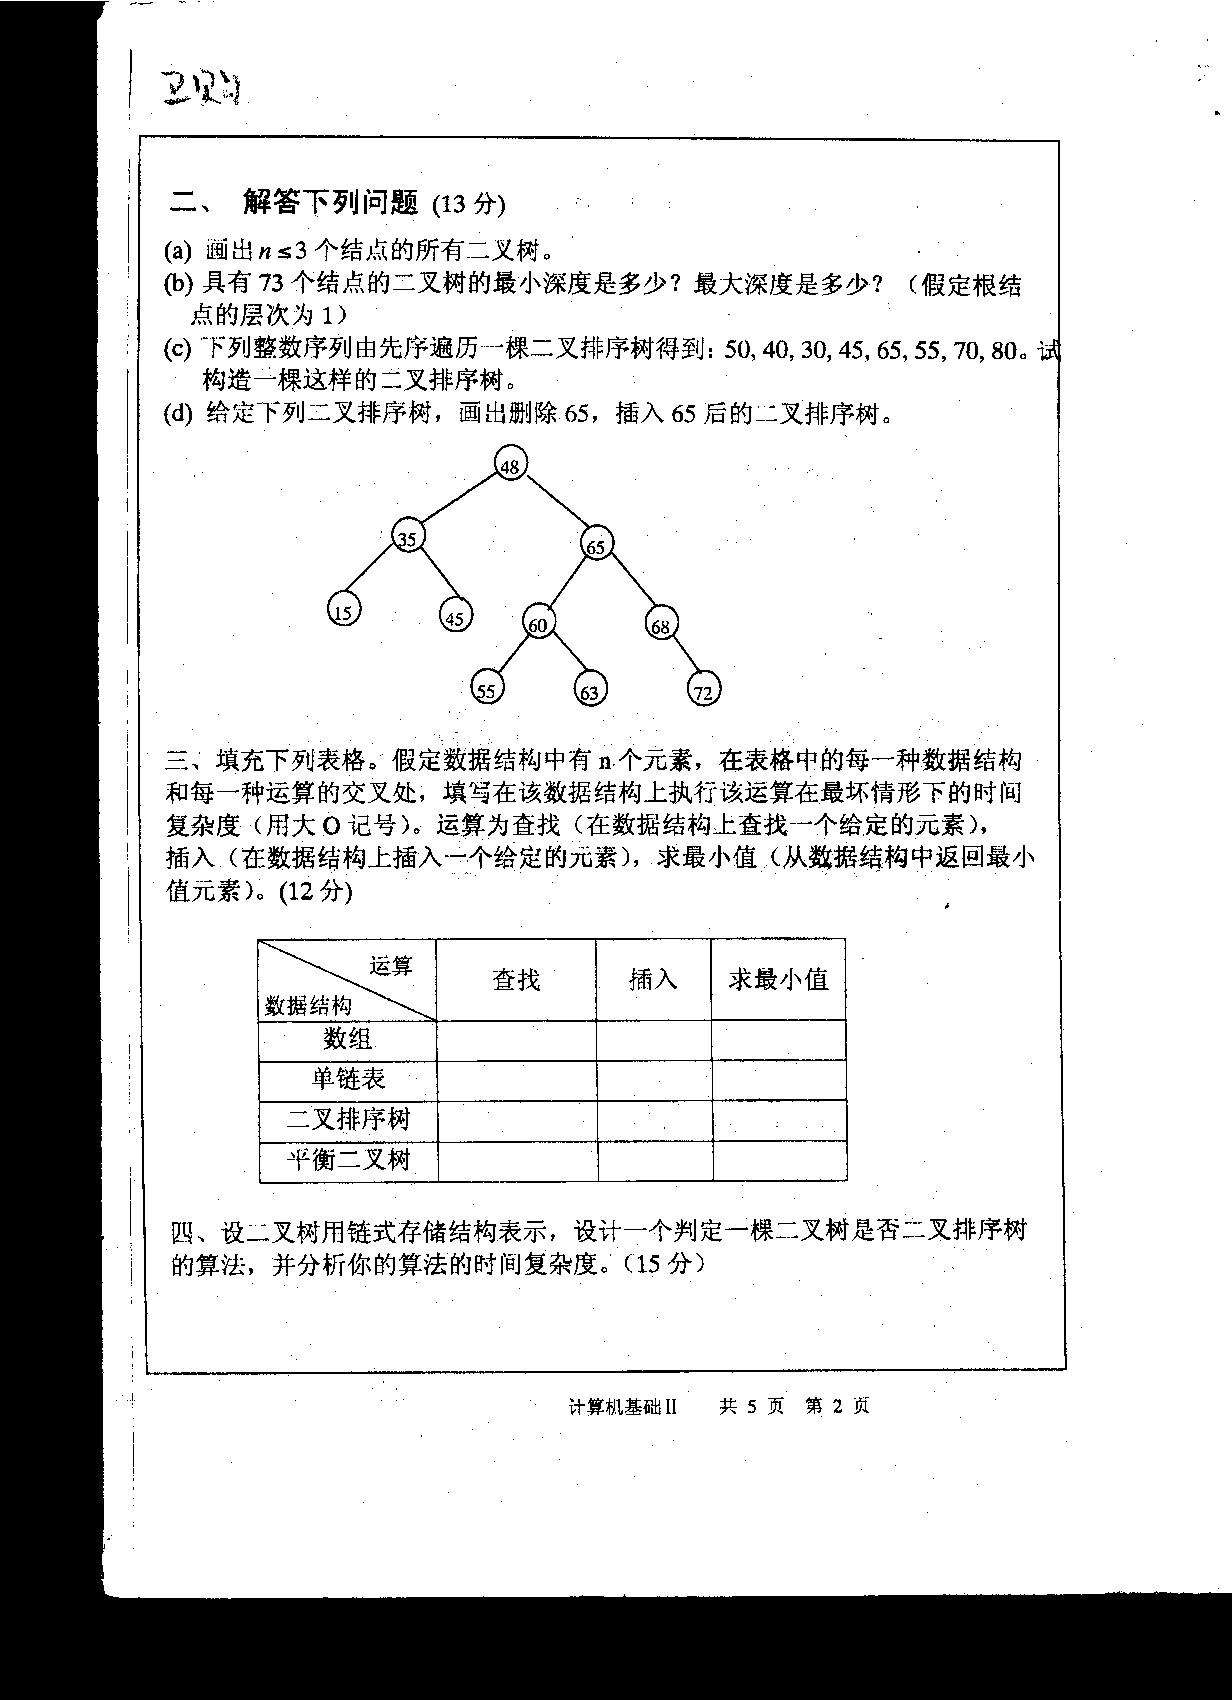 二、 解答下列问题 (13 分)
(a) 画出 n ≤3 个结点的所有二叉树。
(b) 具有 73 个结点的二叉树的最小深度是多少？最大深度是多少？（假定根结
点的层次为 1）
(c) 下列整数序列由先序遍历一棵二叉排序树得到：50, 40, 30, 45, 65, 55, 70, 80。试
构造一棵这样的二叉排序树。
(d) 给定下列二叉排序树，画出删除 65，插入 65 后的二叉排序树。
48
35 65
15 45 60 68
55 63 72
三、填充下列表格。假定数据结构中有 n 个元素，在表格中的每一种数据结构
和每一种运算的交叉处，填写在该数据结构上执行该运算在最坏情形下的时间
复杂度（用大 O 记号）。运算为查找（在数据结构上查找一个给定的元素），
插入（在数据结构上插入一个给定的元素），求最小值（从数据结构中返回最小
值元素）。(12 分)
运算 查找 插入 求最小值
数据结构
数组
单链表
二叉排序树
平衡二叉树
四、设二叉树用链式存储结构表示，设计一个判定一棵二叉树是否二叉排序树
的算法，并分析你的算法的时间复杂度。（15 分）
计算机基础 II 共 5 页 第 2 页